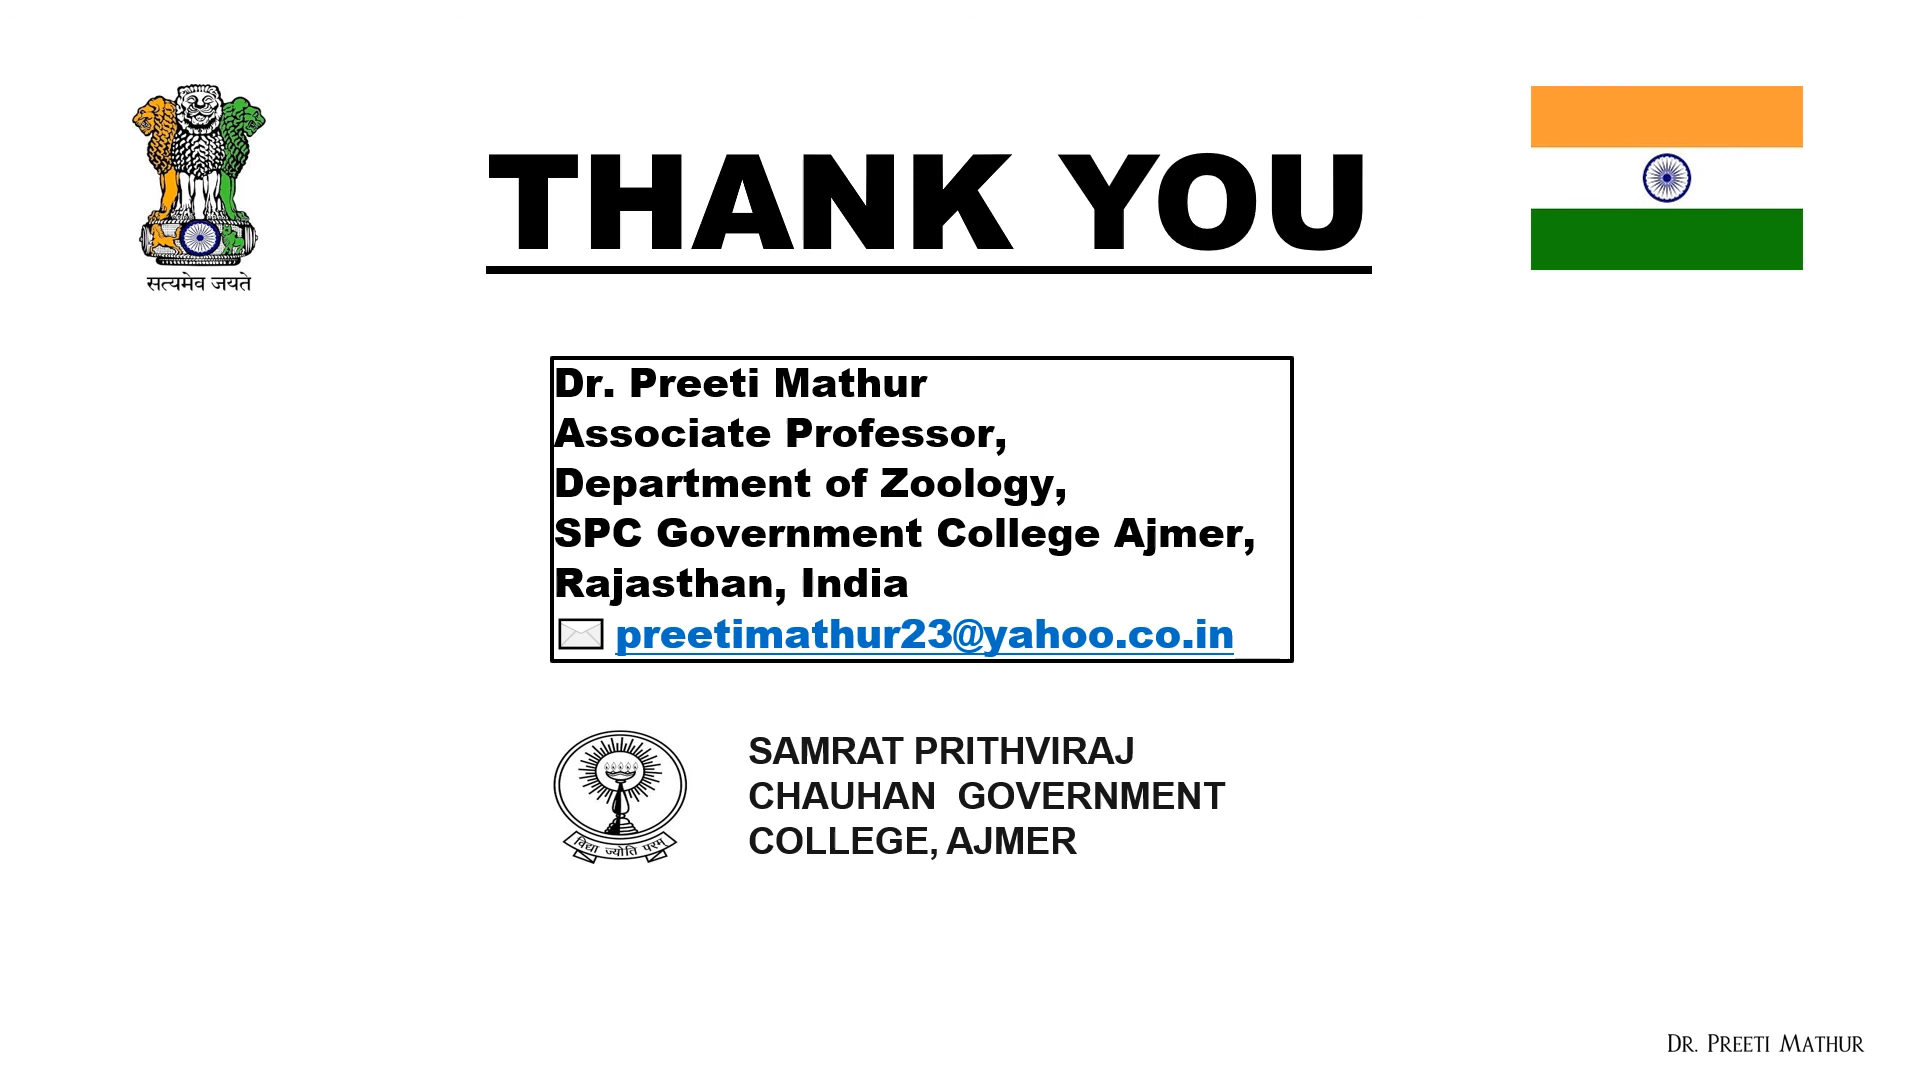 THANK YOU
सत्यमेव जयते
Dr. Preeti Mathur
Associate Professor,
Department of Zoology,
SPC Government College Ajmer,
Rajasthan, India
preetimathur23@yahoo.co.in
SAMRAT PRITHVIRAJ
CHAUHAN GOVERNMENT
COLLEGE, AJMER
विद्या ज्योति परम्
DR. PREETI MATHUR